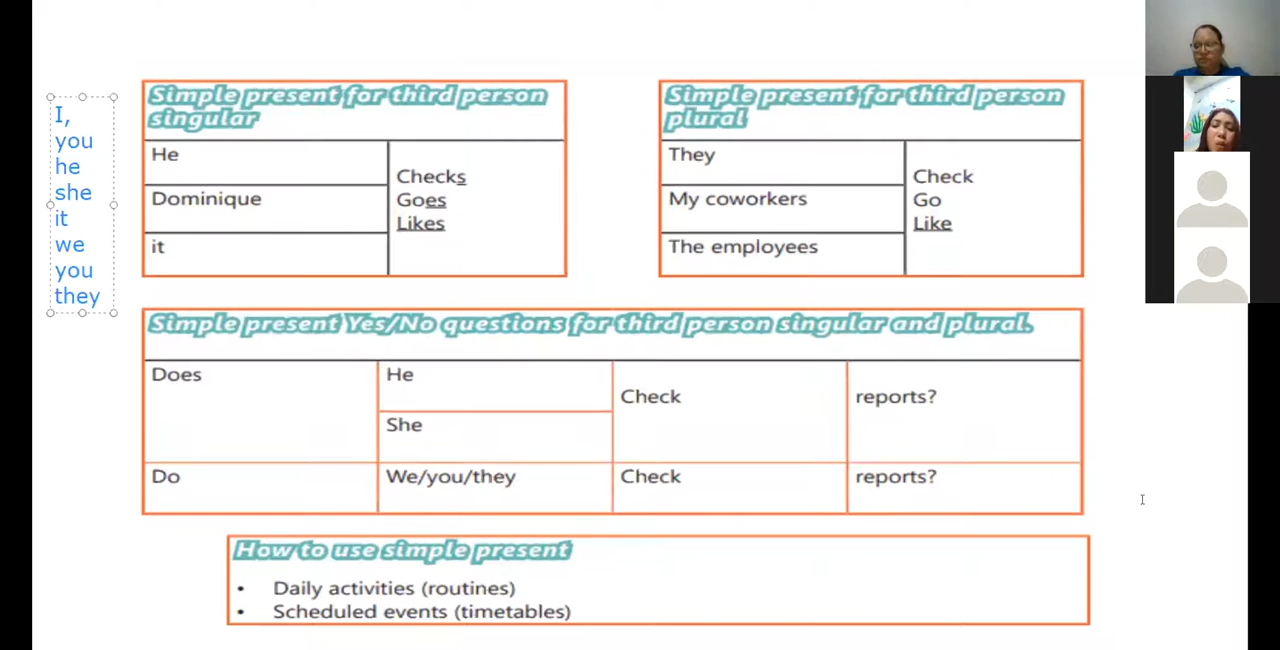 I,
you
he
she
it
we
you
they
Simple present for third person
singular
He
Dominique
it
Checks
Goes
Likes
Simple present for third person
plural
They
My coworkers
The employees
Check
Go
Like
Simple present Yes/No questions for third person singular and plural.
Does
He
She
Check
reports?
Do
We/you/they
Check
reports?
How to use simple present
• Daily activities (routines)
• Scheduled events (timetables)